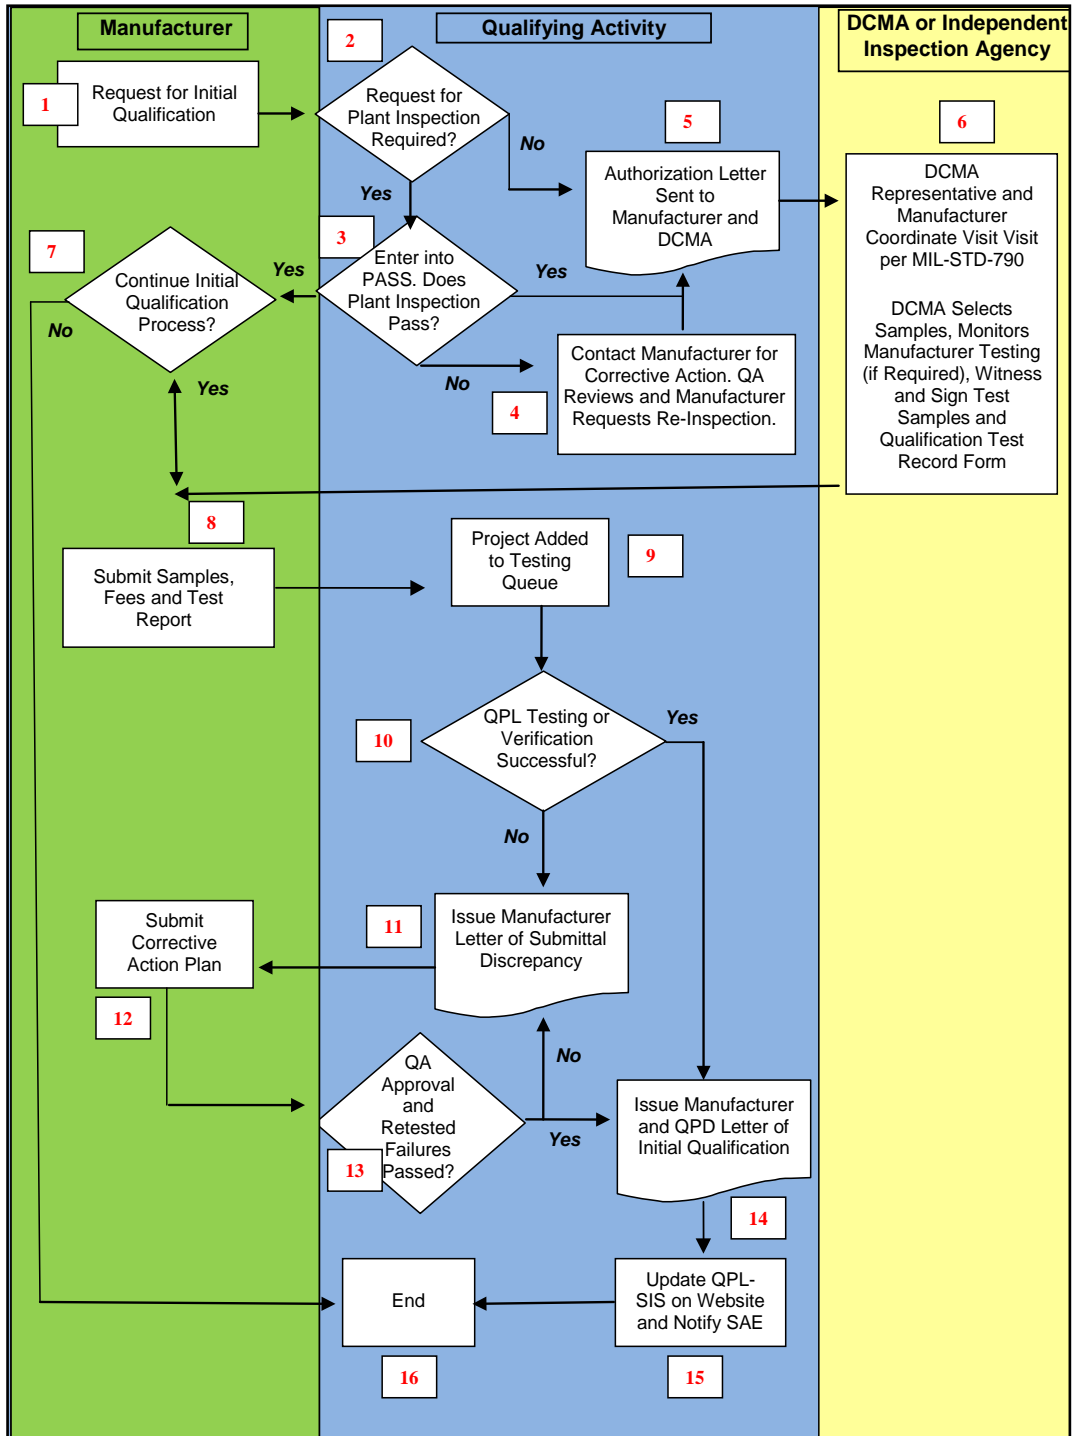 Manufacturer
Qualifying Activity
DCMA or Independent
Inspection Agency
1
Request for Initial
Qualification
2
Request for
Plant Inspection
Required?
No
Yes
5
Authorization Letter
Sent to
Manufacturer and
DCMA
6
DCMA
Representative and
Manufacturer
Coordinate Visit Visit
per MIL-STD-790
DCMA Selects
Samples, Monitors
Manufacturer Testing
(if Required), Witness
and Sign Test
Samples and
Qualification Test
Record Form
3
Enter into
PASS. Does
Plant Inspection
Pass?
Yes
Yes
No
7
Continue Initial
Qualification
Process?
No
Yes
4
Contact Manufacturer for
Corrective Action. QA
Reviews and Manufacturer
Requests Re-Inspection.
8
Submit Samples,
Fees and Test
Report
Project Added
to Testing
Queue
9
10
QPL Testing or
Verification
Successful?
Yes
No
11
Issue Manufacturer
Letter of Submittal
Discrepancy
Submit
Corrective
Action Plan
12
QA
Approval
and
Retested
Failures
Passed?
13
No
Yes
Issue Manufacturer
and QPD Letter of
Initial Qualification
14
Update QPL-
SIS on Website
and Notify SAE
15
End
16